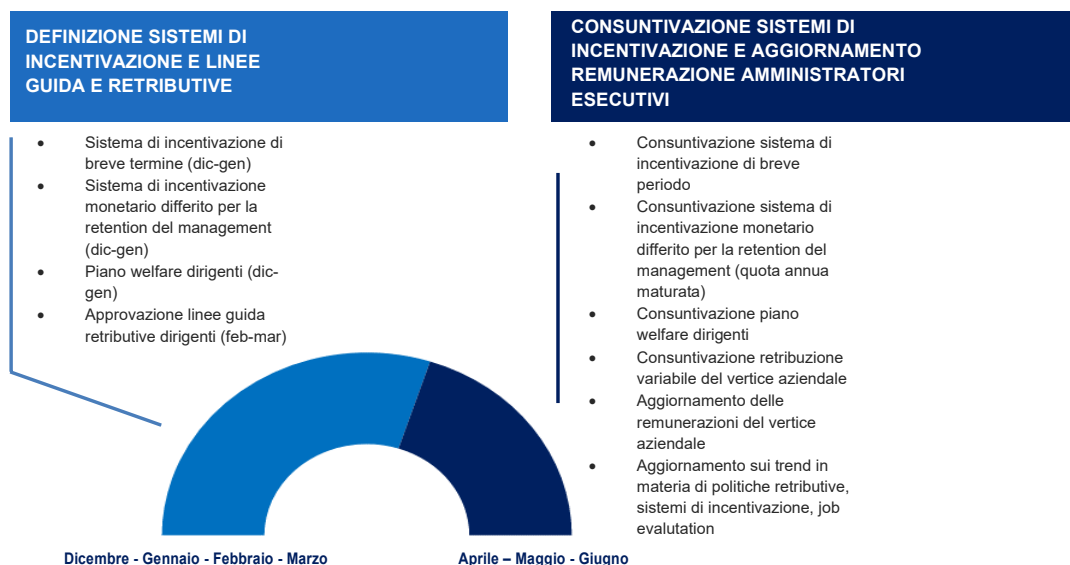 DEFINIZIONE SISTEMI DI
INCENTIVAZIONE E LINEE
GUIDA E RETRIBUTIVE
• Sistema di incentivazione di
breve termine (dic-gen)
• Sistema di incentivazione
monetario differito per la
retention del management
(dic-gen)
• Piano welfare dirigenti (dic-
gen)
• Approvazione linee guida
retributive dirigenti (feb-mar)
CONSUNTIVAZIONE SISTEMI DI
INCENTIVAZIONE E AGGIORNAMENTO
REMUNERAZIONE AMMINISTRATORI
ESECUTIVI
• Consuntivazione sistema di
incentivazione di breve
periodo
• Consuntivazione sistema di
incentivazione monetario
differito per la retention del
management (quota annua
maturata)
• Consuntivazione piano
welfare dirigenti
• Consuntivazione retribuzione
variabile del vertice aziendale
• Aggiornamento delle
remunerazioni del vertice
aziendale
• Aggiornamento sui trend in
materia di politiche retributive,
sistemi di incentivazione, job
evalutation
Dicembre - Gennaio - Febbraio - Marzo
Aprile – Maggio - Giugno